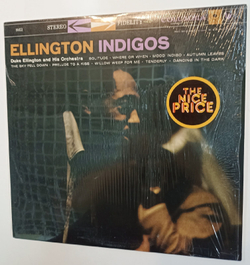 STEREO FIDELITY
ELLINGTON INDIGOS
Duke Ellington and His Orchestra SOLITUDE · WHERE OR WHEN · MOOD INDIGO · AUTUMN LEAVES
THE SKY FELL DOWN · PRELUDE TO A KISS · WILLOW WEEP FOR ME · TENDERLY · DANCING IN THE DARK
THE
NICE
PRICE